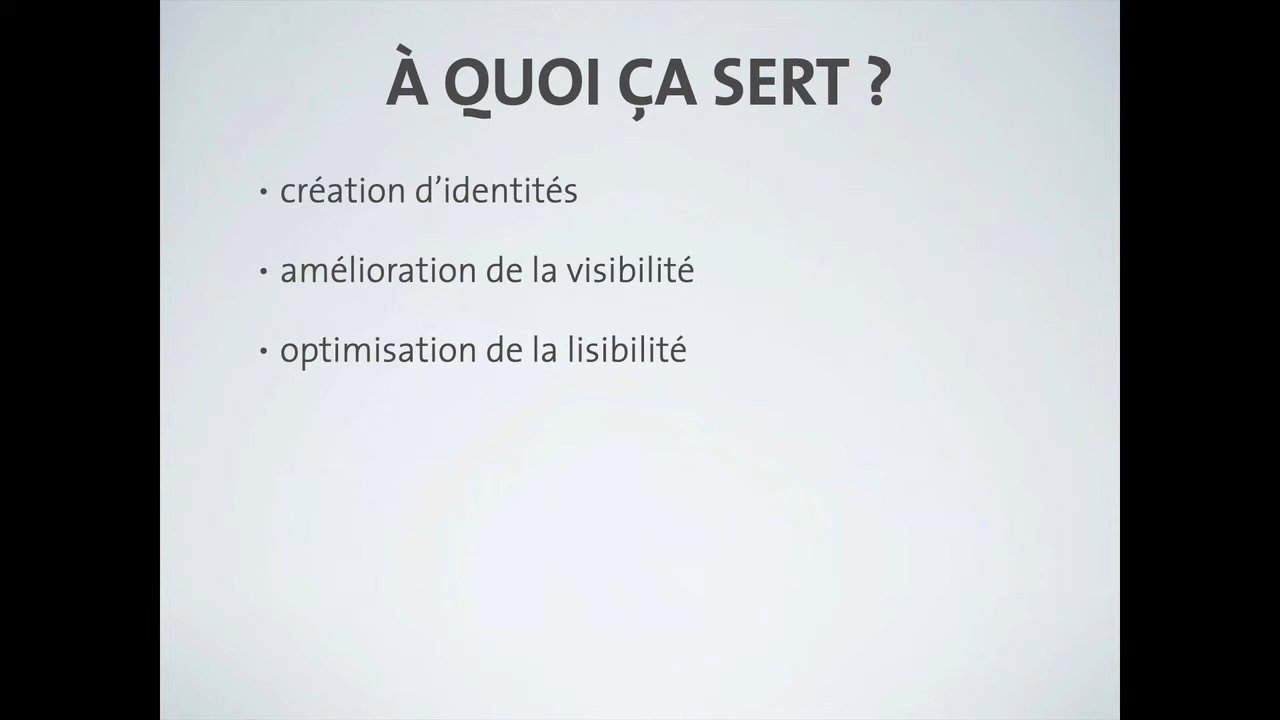 À QUOI ÇA SERT ?
• création d’identités
• amélioration de la visibilité
• optimisation de la lisibilité